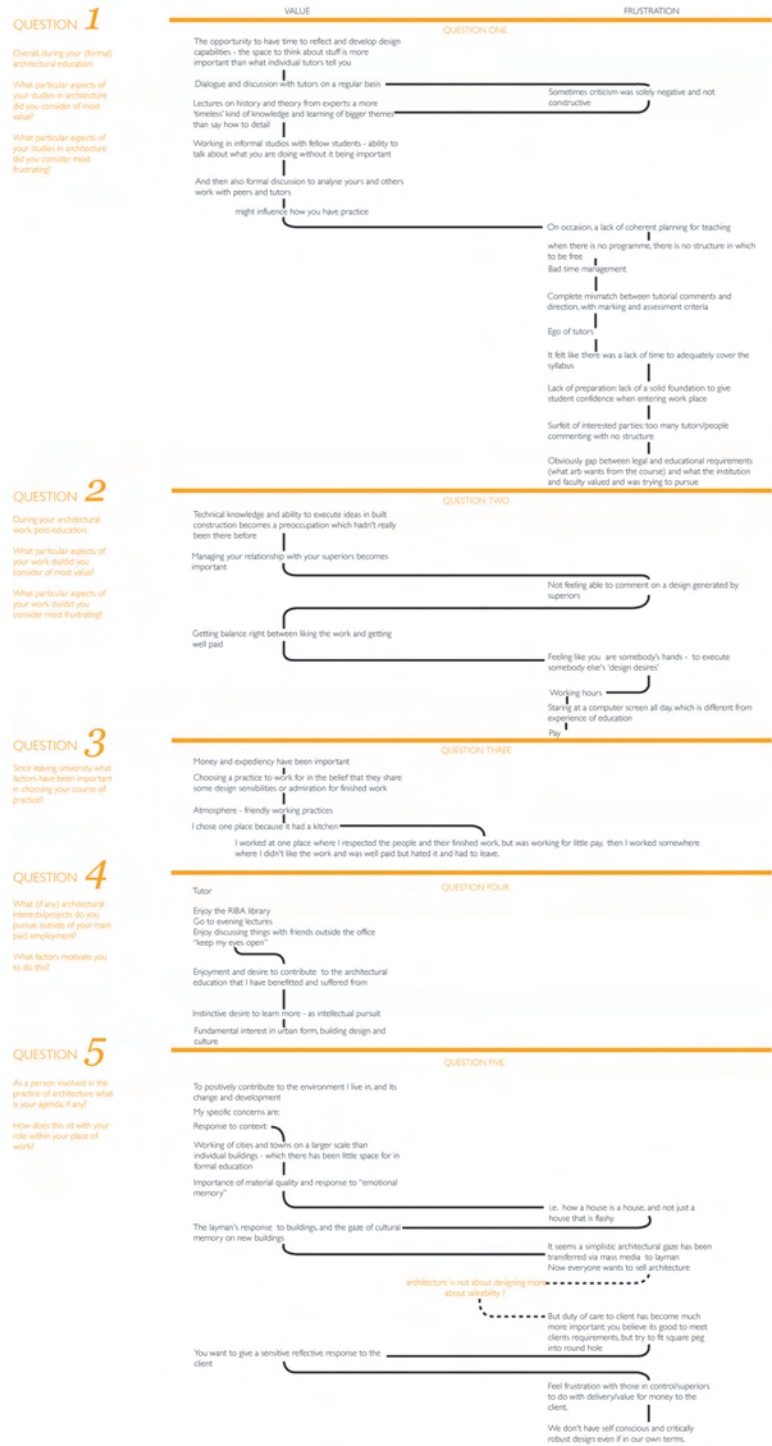 VALUE
FRUSTRATION
QUESTION 1
Overall, during your (formal)
architectural education:
What particular aspects of
your studies in architecture
did you consider of most
value?
What particular aspects of
your studies in architecture
did you consider most
frustrating?
QUESTION ONE
The opportunity to have time to reflect and develop design
capabilities - the space to think about stuff is more
important than what individual tutors tell you
Dialogue and discussion with tutors on a regular basis
Sometimes criticism was solely negative and not
constructive
Lectures on history and theory from experts: a more
'timeless' kind of knowledge and learning of bigger themes
than say how to detail
Working in informal studios with fellow students - ability to
talk about what you are doing without it being important
And then also formal discussion to analyse yours and others
work with peers and tutors
might influence how you have practice
On occasion, a lack of coherent planning for teaching
when there is no programme, there is no structure in which
to be free
Bad time management
Complete mismatch between tutorial comments and
direction, with marking and assessment criteria
Ego of tutors
It felt like there was a lack of time to adequately cover the
syllabus
Lack of preparation: lack of a solid foundation to give
student confidence when entering work place
Surfeit of interested parties: too many tutors/people
commenting with no structure
Obviously gap between legal and educational requirements
(what arb wants from the course) and what the institution
and faculty valued and was trying to pursue
QUESTION 2
During your architectural
work, post-education:
What particular aspects of
your work do/did you
consider of most value?
What particular aspects of
your work do/did you
consider most frustrating?
QUESTION TWO
Technical knowledge and ability to execute ideas in built
construction becomes a preoccupation which hadn't really
been there before
Managing your relationship with your superiors becomes
important
Not feeling able to comment on a design generated by
superiors
Getting balance right between liking the work and getting
well paid
Feeling like you are somebody's hands - to execute
somebody else's 'design desires'
Working hours
Staring at a computer screen all day, which is different from
experience of education
Pay
QUESTION 3
Since leaving university, what
factors have been important
in choosing your course of
practice?
QUESTION THREE
Money and expediency have been important
Choosing a practice to work for in the belief that they share
some design sensibilities or admiration for finished work
Atmosphere - friendly working practices
I chose one place because it had a kitchen
I worked at one place where I respected the people and their finished work, but was working for little pay, then I worked somewhere
where I didn't like the work and was well paid but hated it and had to leave.
QUESTION 4
What (if any) architectural
interests/projects do you
pursue outside of your main
paid employment?
What factors motivate you
to do this?
QUESTION FOUR
Tutor
Enjoy the RIBA library
Go to evening lectures
Enjoy discussing things with friends outside the office
"keep my eyes open"
Enjoyment and desire to contribute to the architectural
education that I have benefitted and suffered from
Instinctive desire to learn more - as intellectual pursuit
Fundamental interest in urban form, building design and
culture
QUESTION 5
As a person involved in the
practice of architecture what
is your agenda, if any?
How does this sit with your
role within your place of
work?
QUESTION FIVE
To positively contribute to the environment I live in, and its
change and development
My specific concerns are:
Response to context:
Working of cities and towns on a larger scale than
individual buildings - which there has been little space for in
formal education
Importance of material quality and response to "emotional
memory"
i.e. how a house is a house, and not just a
house that is flashy
The layman's response to buildings, and the gaze of cultural
memory on new buildings
It seems a simplistic architectural gaze has been
transferred via mass media to layman
Now everyone wants to sell architecture
architecture is not about designing more
about saleability ?
But duty of care to client has become much
more important: you believe its good to meet
clients requirements, but try to fit square peg
into round hole
You want to give a sensitive reflective response to the
client
Feel frustration with those in control/superiors
to do with delivery/value for money to the
client.
We don't have self conscious and critically
robust design: even if in our own terms.